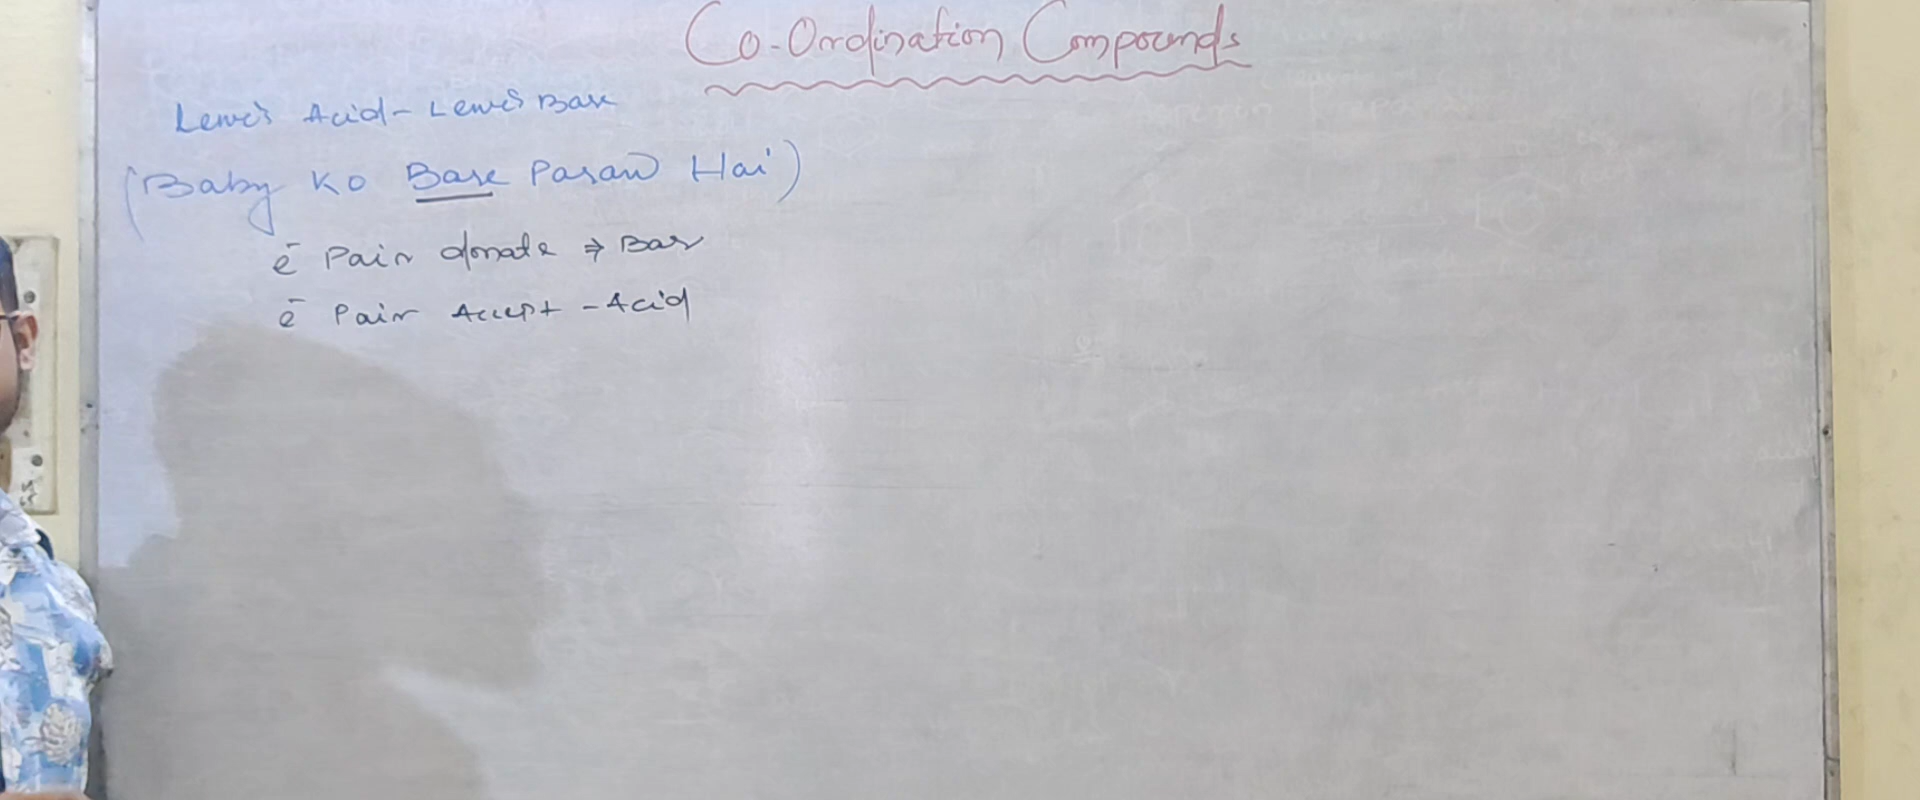 Co-Ordination Compounds
Lewis Acid - Lewis Base
(Baby Ko Base Pasand Hai)
e⁻ Pair donate ⇒ Base
e⁻ Pair Accept - Acid